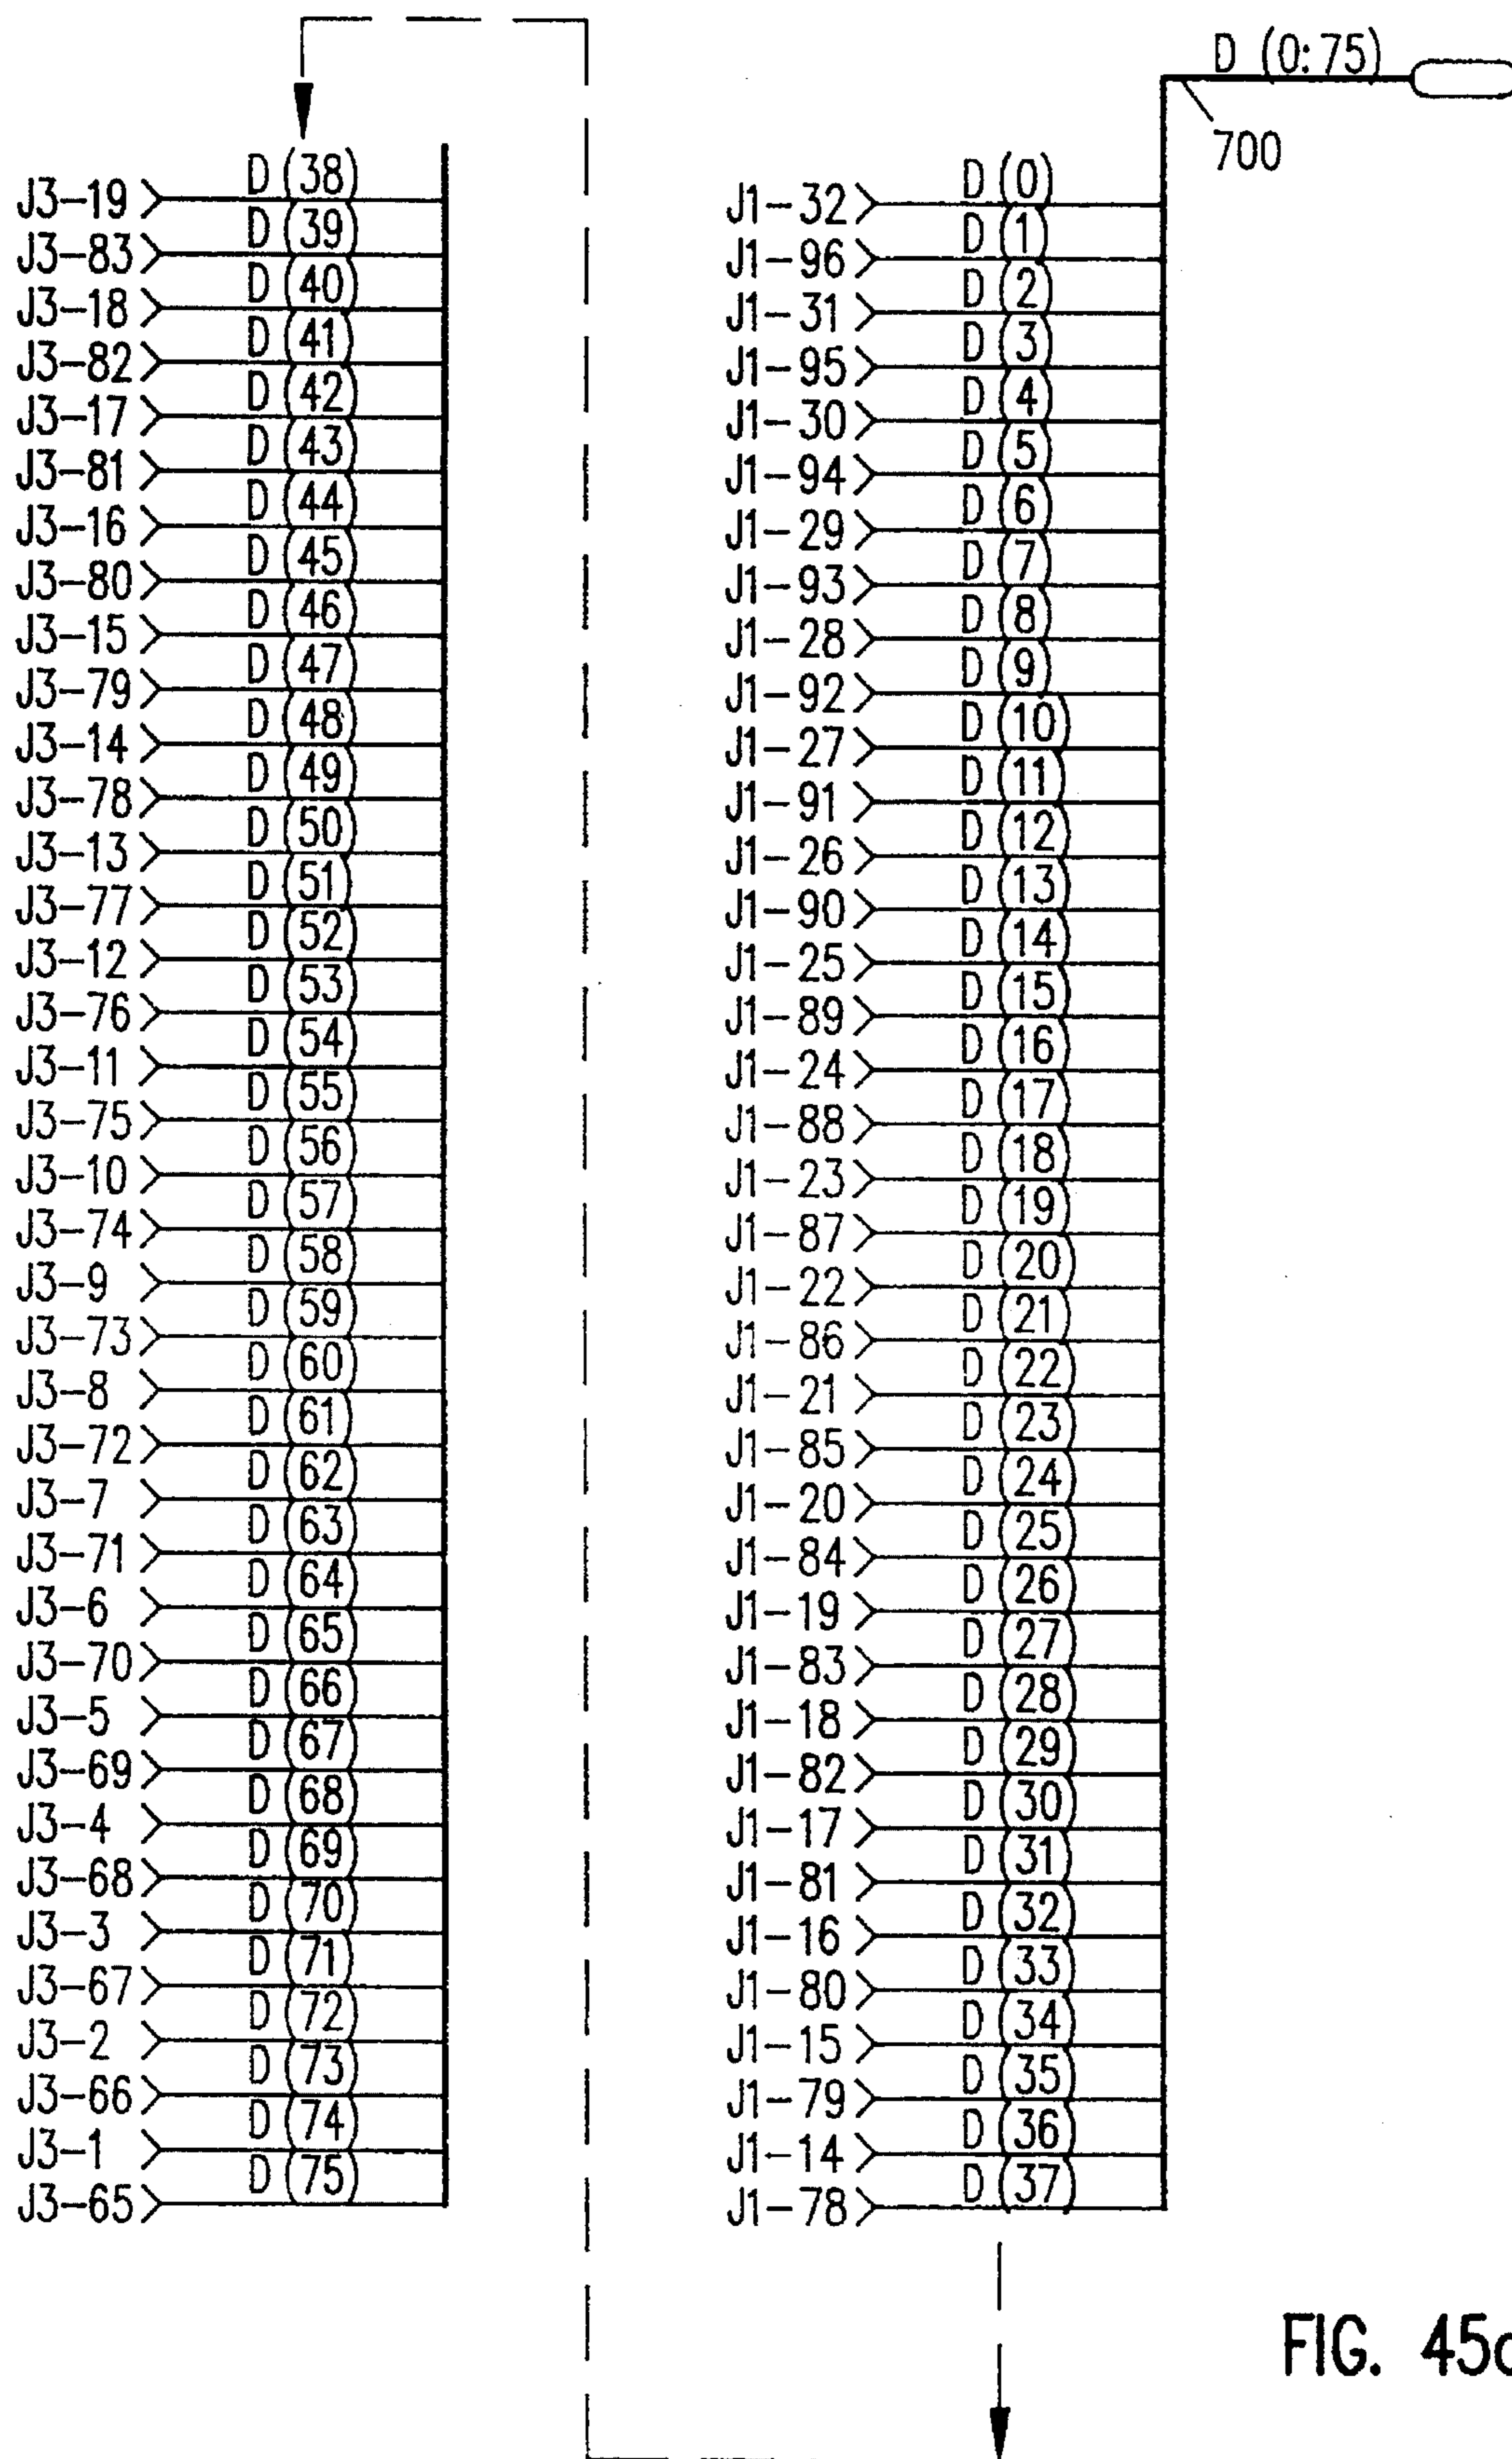 D (0:75)
700
J3-19 D (38)
J3-83 D (39)
J3-18 D (40)
J3-82 D (41)
J3-17 D (42)
J3-81 D (43)
J3-16 D (44)
J3-80 D (45)
J3-15 D (46)
J3-79 D (47)
J3-14 D (48)
J3-78 D (49)
J3-13 D (50)
J3-77 D (51)
J3-12 D (52)
J3-76 D (53)
J3-11 D (54)
J3-75 D (55)
J3-10 D (56)
J3-74 D (57)
J3-9 D (58)
J3-73 D (59)
J3-8 D (60)
J3-72 D (61)
J3-7 D (62)
J3-71 D (63)
J3-6 D (64)
J3-70 D (65)
J3-5 D (66)
J3-69 D (67)
J3-4 D (68)
J3-68 D (69)
J3-3 D (70)
J3-67 D (71)
J3-2 D (72)
J3-66 D (73)
J3-1 D (74)
J3-65 D (75)
J1-32 D (0)
J1-96 D (1)
J1-31 D (2)
J1-95 D (3)
J1-30 D (4)
J1-94 D (5)
J1-29 D (6)
J1-93 D (7)
J1-28 D (8)
J1-92 D (9)
J1-27 D (10)
J1-91 D (11)
J1-26 D (12)
J1-90 D (13)
J1-25 D (14)
J1-89 D (15)
J1-24 D (16)
J1-88 D (17)
J1-23 D (18)
J1-87 D (19)
J1-22 D (20)
J1-86 D (21)
J1-21 D (22)
J1-85 D (23)
J1-20 D (24)
J1-84 D (25)
J1-19 D (26)
J1-83 D (27)
J1-18 D (28)
J1-82 D (29)
J1-17 D (30)
J1-81 D (31)
J1-16 D (32)
J1-80 D (33)
J1-15 D (34)
J1-79 D (35)
J1-14 D (36)
J1-78 D (37)
FIG.